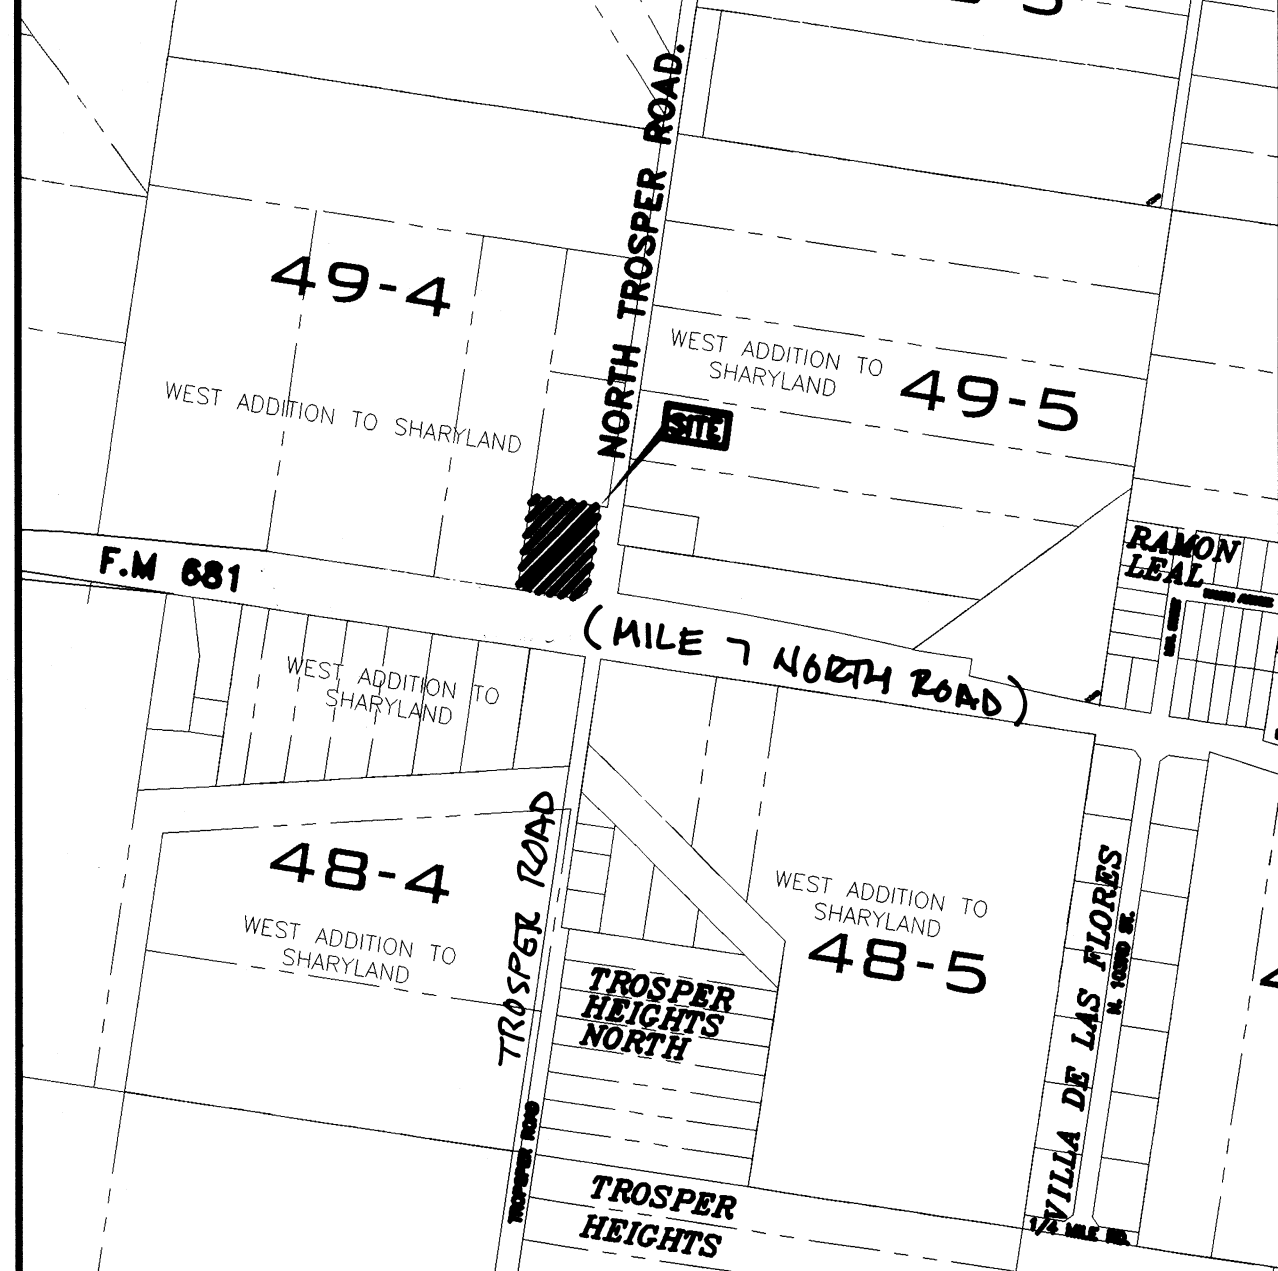 NORTH TROSPER ROAD.
49-4
WEST ADDITION TO SHARYLAND
WEST ADDITION TO
SHARYLAND
49-5
SITE
F.M 681
(MILE 7 NORTH ROAD)
RAMON
LEAL
WEST ADDITION TO
SHARYLAND
48-4
WEST ADDITION TO
SHARYLAND
TROSPER ROAD
WEST ADDITION TO
SHARYLAND
48-5
TROSPER
HEIGHTS
NORTH
VILLA DE LAS FLORES
N. 103RD ST.
TROSPER ROAD
TROSPER
HEIGHTS
1/4 MILE RD.